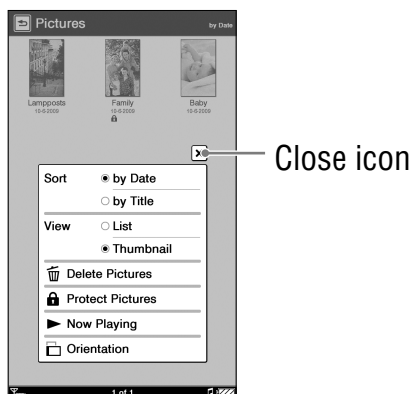 Pictures by Date
Lampposts Family Baby
10-6-2009 10-6-2009 10-6-2009
Close icon
Sort by Date
by Title
View List
Thumbnail
Delete Pictures
Protect Pictures
Now Playing
Orientation
1 of 1